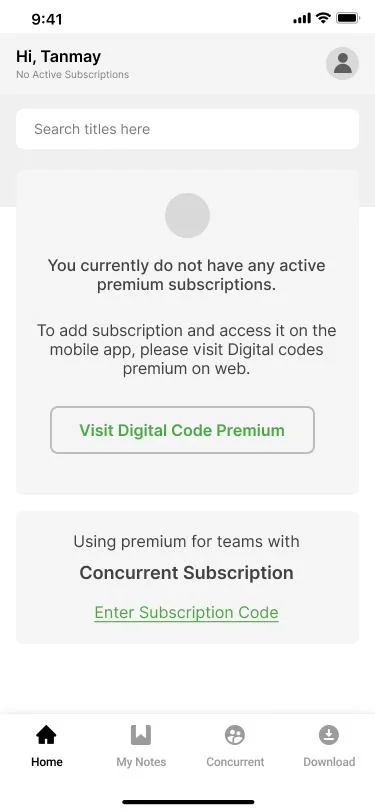 9:41
Hi, Tanmay
No Active Subscriptions
Search titles here
You currently do not have any active
premium subscriptions.
To add subscription and access it on the
mobile app, please visit Digital codes
premium on web.
Visit Digital Code Premium
Using premium for teams with
Concurrent Subscription
Enter Subscription Code
Home
My Notes
Concurrent
Download